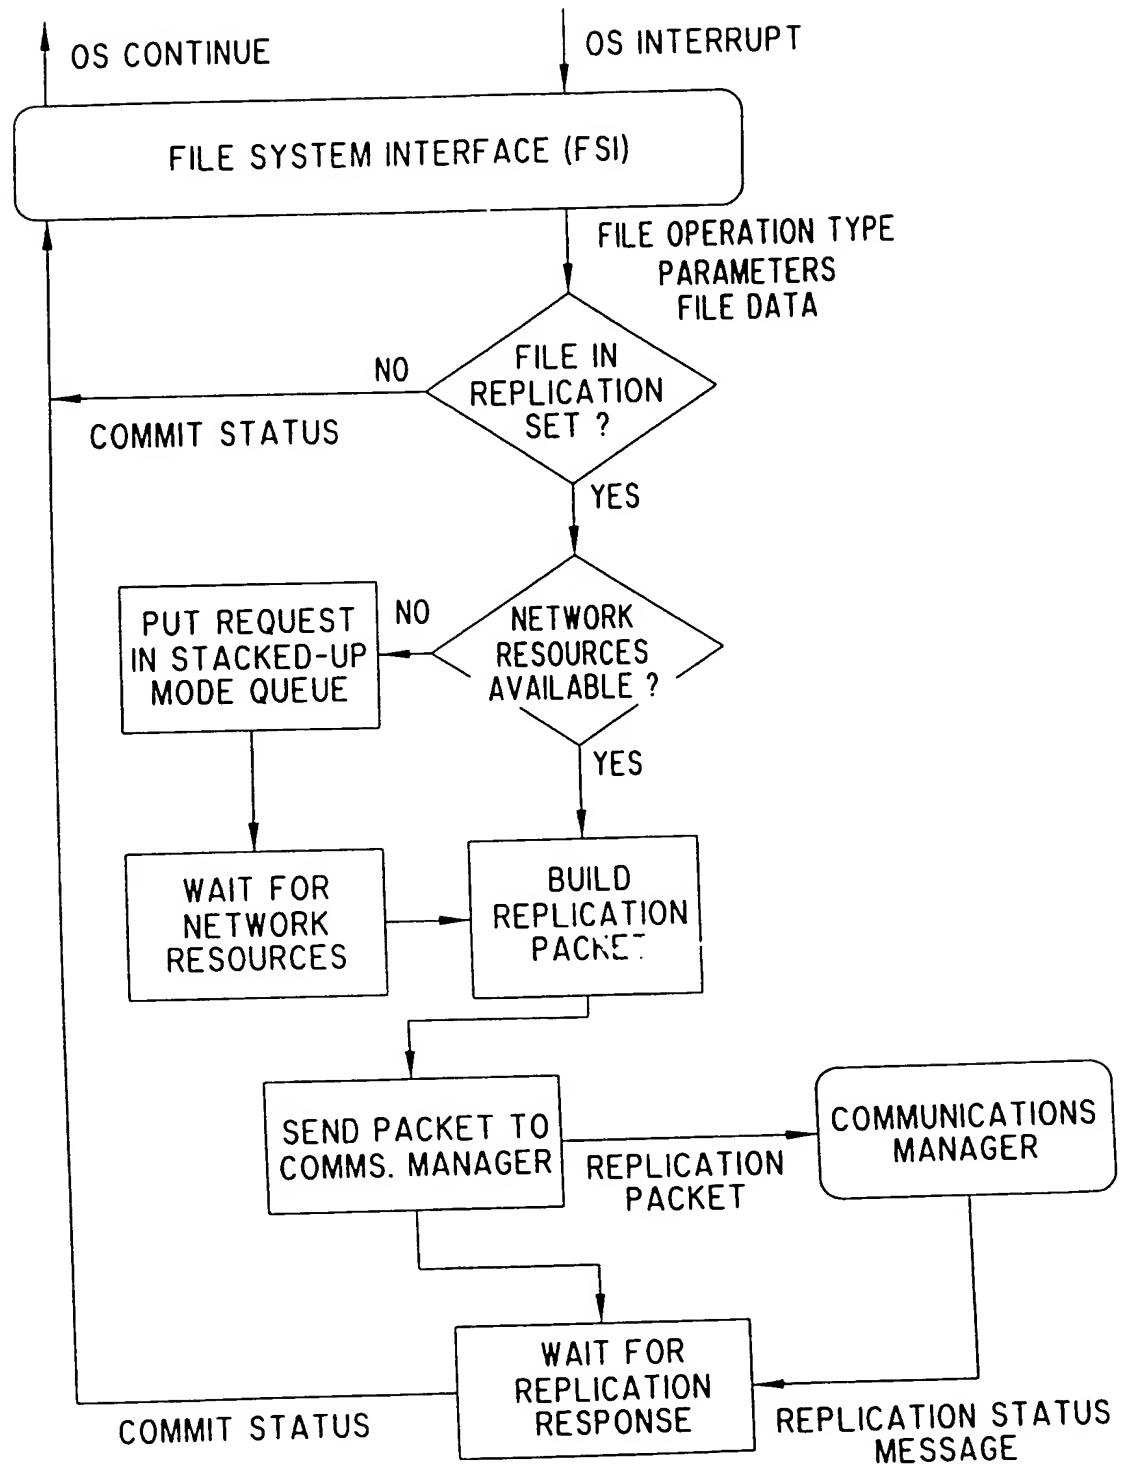 OS CONTINUE
OS INTERRUPT
FILE SYSTEM INTERFACE (FSI)
FILE OPERATION TYPE
PARAMETERS
FILE DATA
FILE IN
REPLICATION
SET ?
NO
COMMIT STATUS
YES
NETWORK
RESOURCES
AVAILABLE ?
NO
PUT REQUEST
IN STACKED-UP
MODE QUEUE
YES
WAIT FOR
NETWORK
RESOURCES
BUILD
REPLICATION
PACKET
SEND PACKET TO
COMMS. MANAGER
REPLICATION
PACKET
COMMUNICATIONS
MANAGER
WAIT FOR
REPLICATION
RESPONSE
COMMIT STATUS
REPLICATION STATUS
MESSAGE